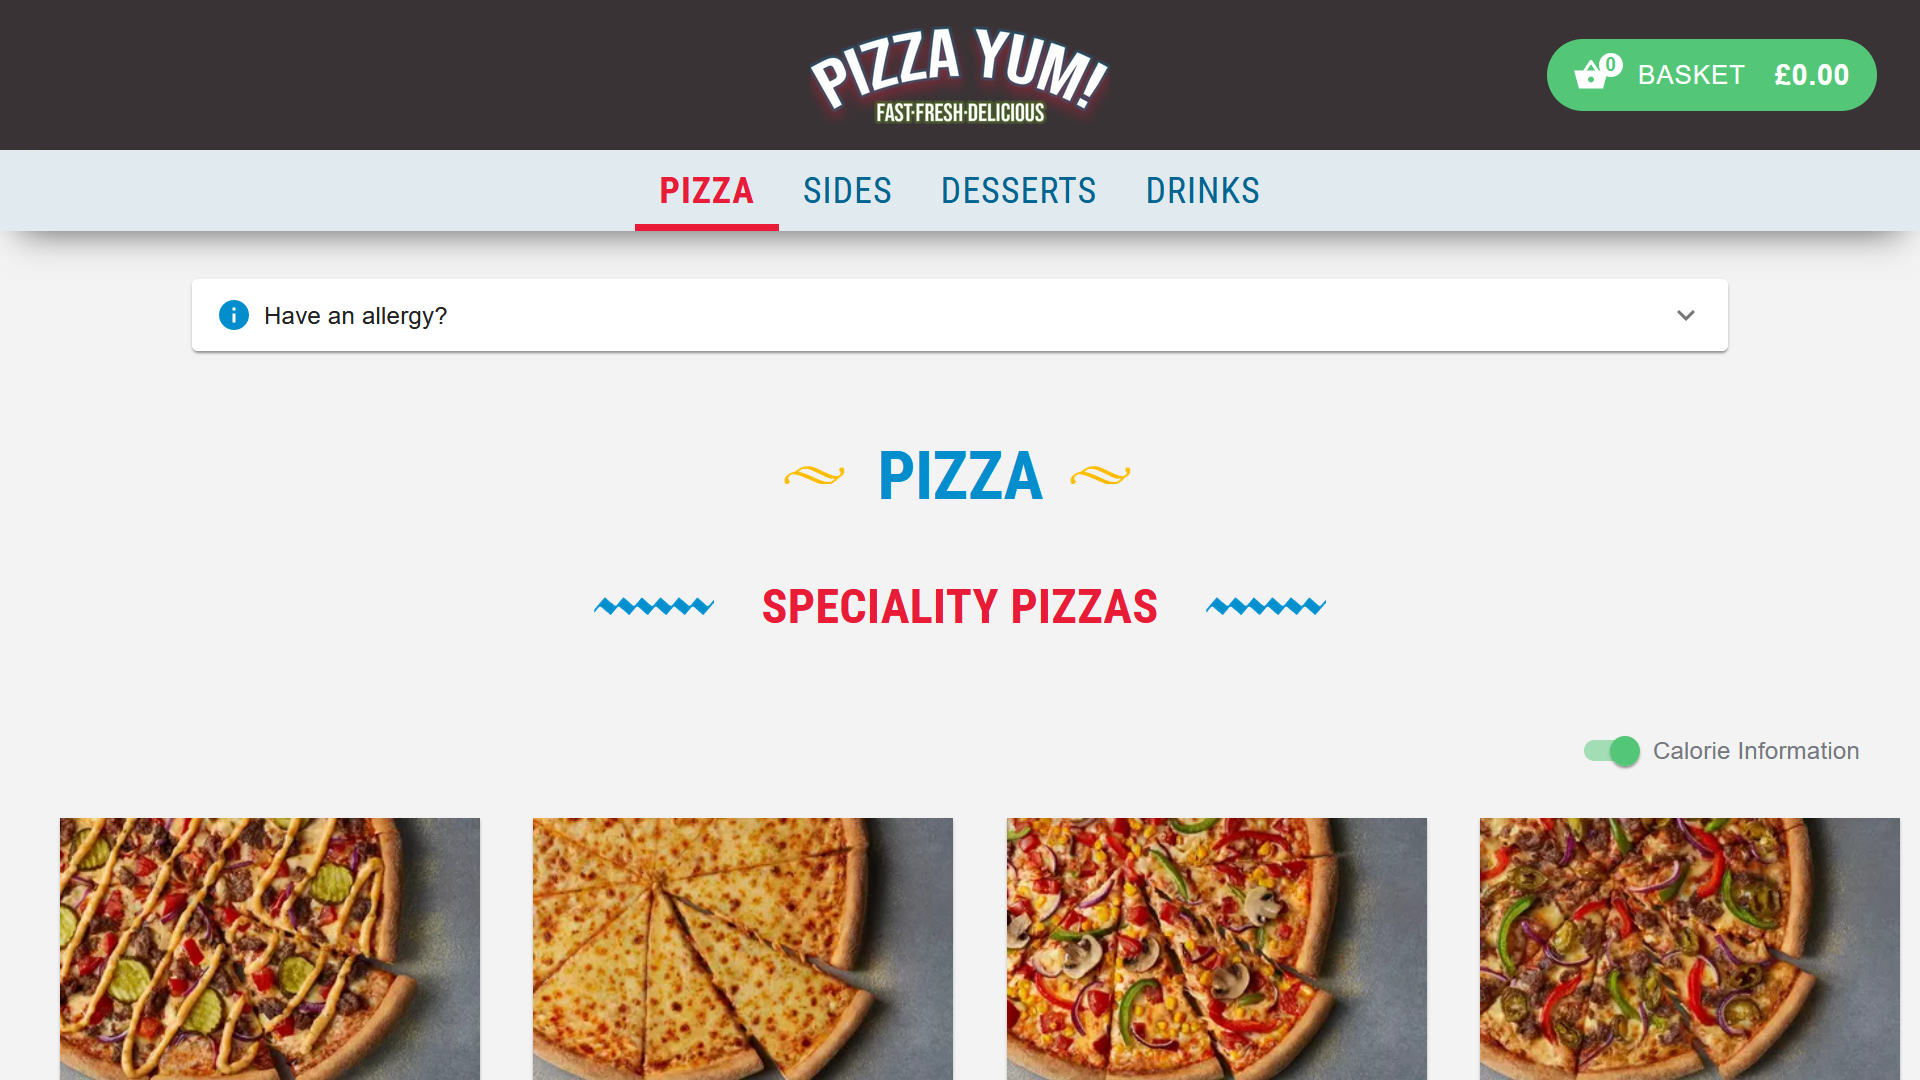 PIZZA YUM!
FAST·FRESH·DELICIOUS
0 BASKET £0.00
PIZZA SIDES DESSERTS DRINKS
Have an allergy?
PIZZA
SPECIALITY PIZZAS
Calorie Information